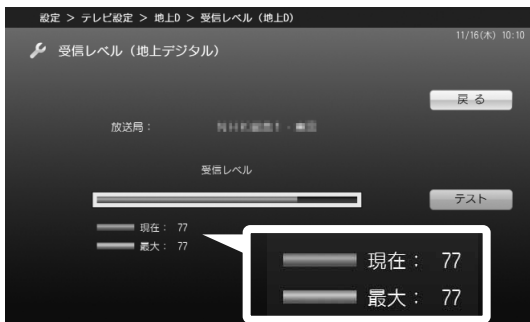 設定 > テレビ設定 > 地上D > 受信レベル（地上D）
11/16(木) 10:10
受信レベル（地上デジタル）
戻る
放送局：
受信レベル
テスト
現在： 77
最大： 77
現在： 77
最大： 77